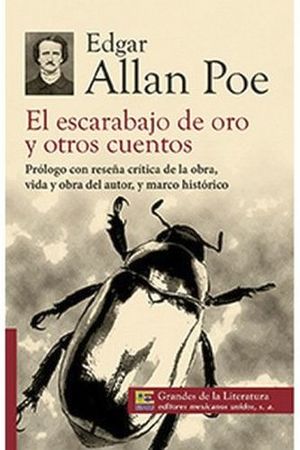 Edgar
Allan Poe
El escarabajo de oro
y otros cuentos
Prólogo con reseña crítica de la obra,
vida y obra del autor, y marco histórico
Grandes de la Literatura
editores mexicanos unidos, s. a.